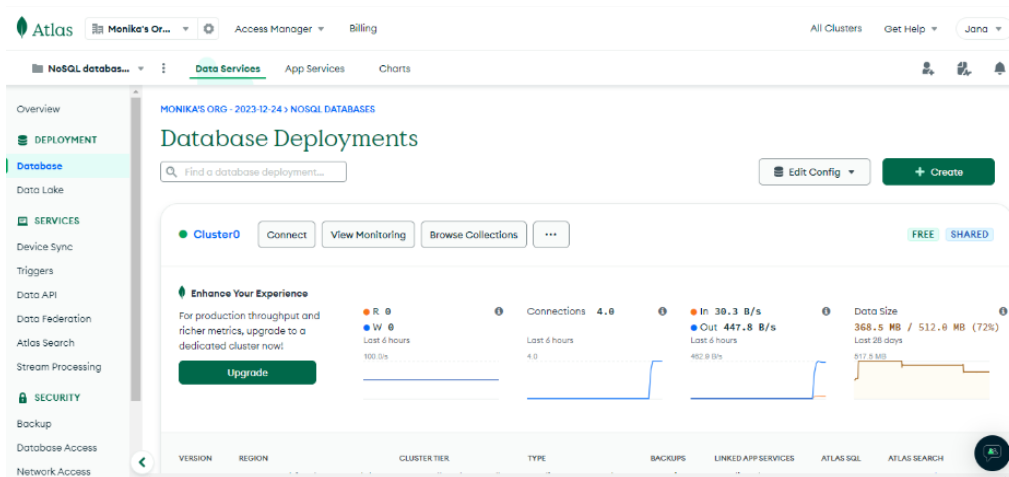 Atlas Monika's Or... Access Manager Billing All Clusters Get Help Jana
NoSQL databas... Data Services App Services Charts
Overview
DEPLOYMENT
Database
Data Lake
SERVICES
Device Sync
Triggers
Data API
Data Federation
Atlas Search
Stream Processing
SECURITY
Backup
Database Access
Network Access
MONIKA'S ORG - 2023-12-24 > NOSQL DATABASES
Database Deployments
Find a database deployment...
Edit Config + Create
Cluster0 Connect View Monitoring Browse Collections ... FREE SHARED
Enhance Your Experience
For production throughput and
richer metrics, upgrade to a
dedicated cluster now!
Upgrade
R 0
W 0
Last 6 hours
100.0/s
Connections 4.0
Last 6 hours
4.0
In 30.3 B/s
Out 447.8 B/s
Last 6 hours
462.9 B/s
Data Size
368.5 MB / 512.0 MB (72%)
Last 28 days
517.5 MB
VERSION REGION CLUSTER TIER TYPE BACKUPS LINKED APP SERVICES ATLAS SQL ATLAS SEARCH